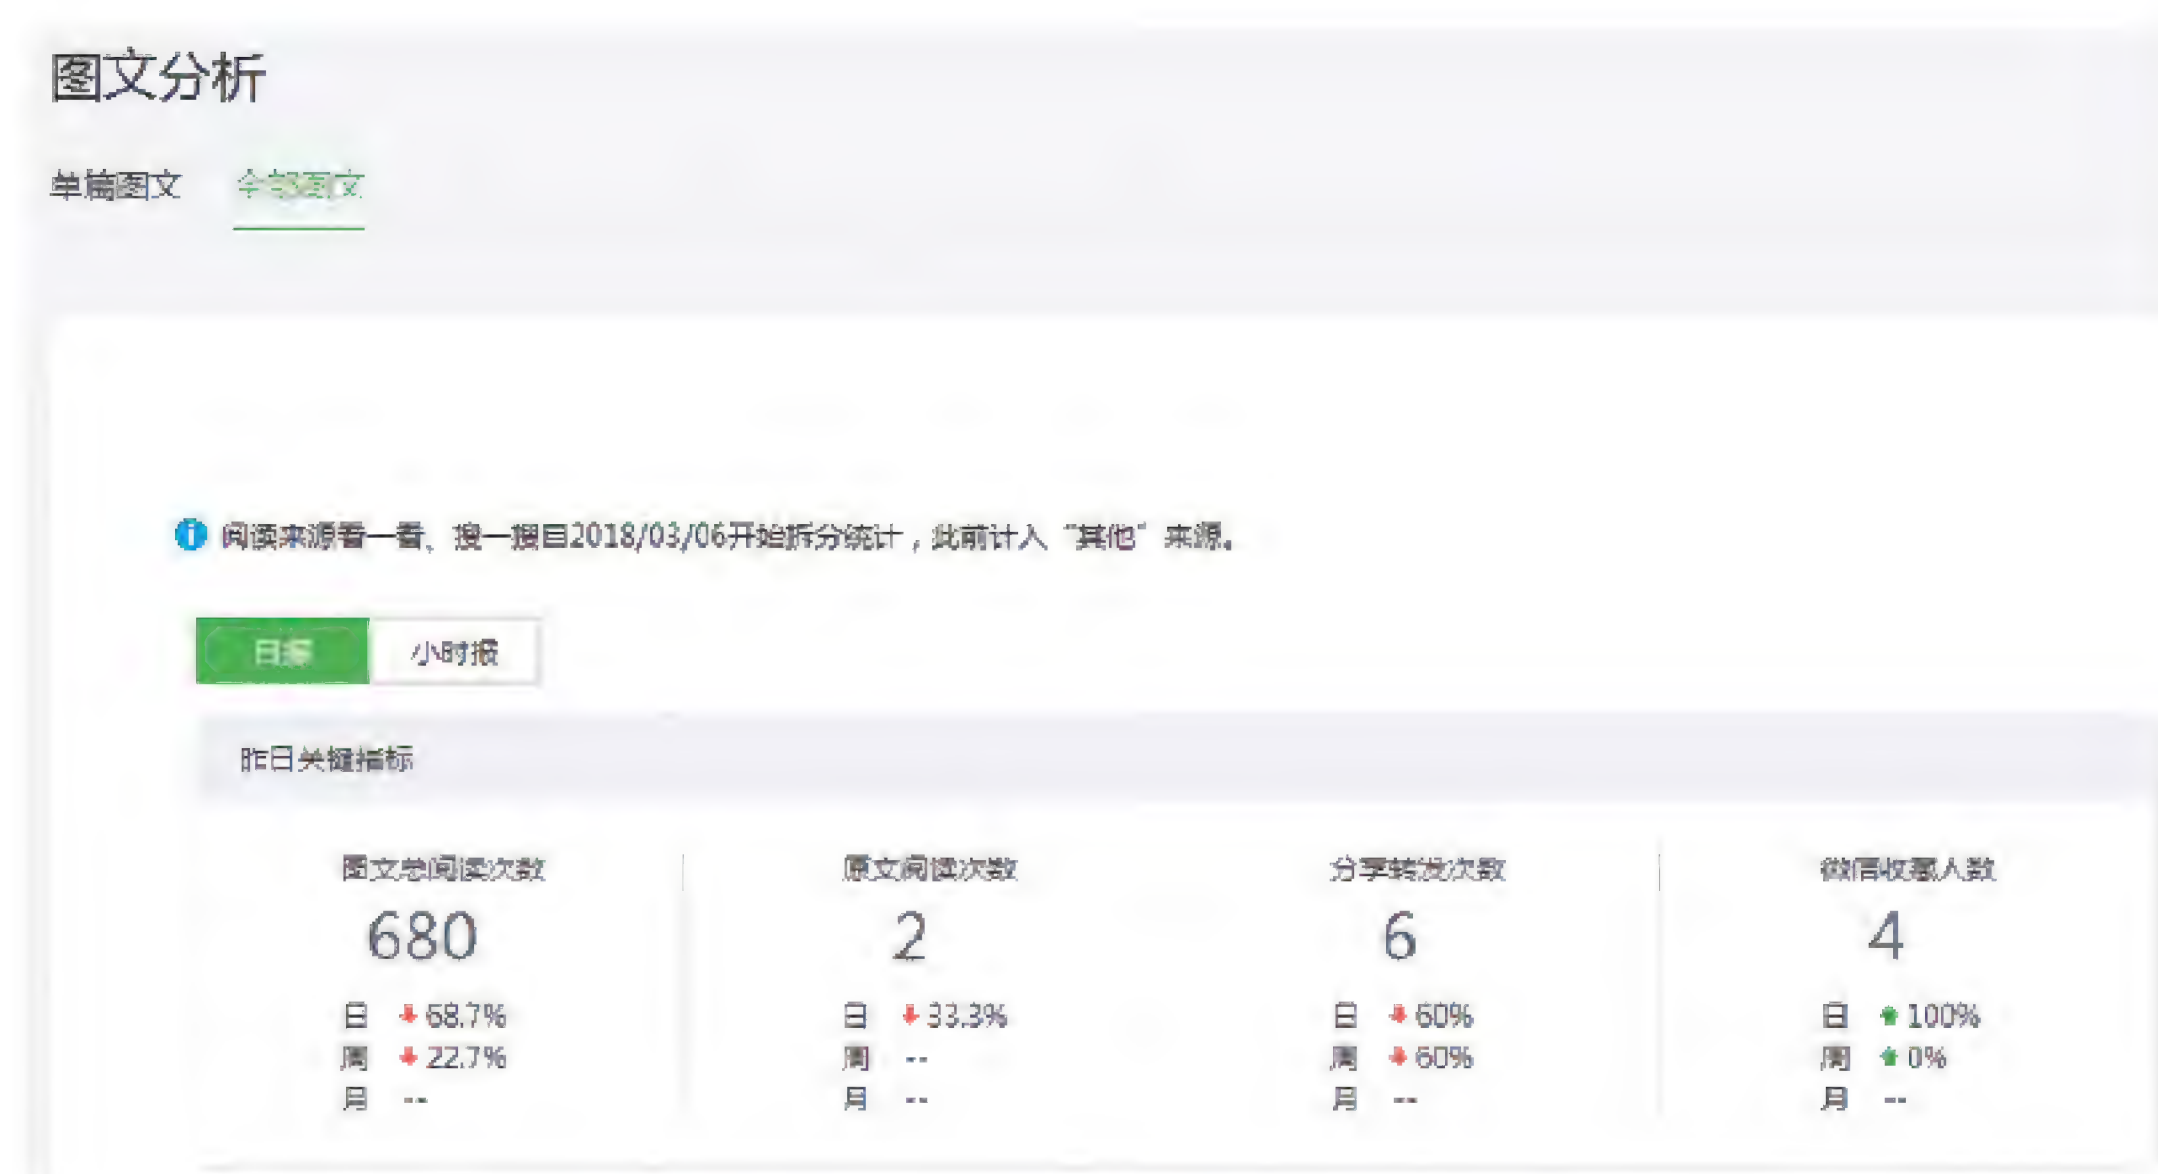 图文分析
单篇图文 全部图文
阅读来源看一看、搜一搜自2018/03/06开始拆分统计，此前计入“其他”来源。
日报 小时报
昨日关键指标
图文总阅读次数 原文阅读次数 分享转发次数 微信收藏人数
680 2 6 4
日 68.7% 日 33.3% 日 60% 日 100%
周 22.7% 周 -- 周 60% 周 0%
月 -- 月 -- 月 -- 月 --